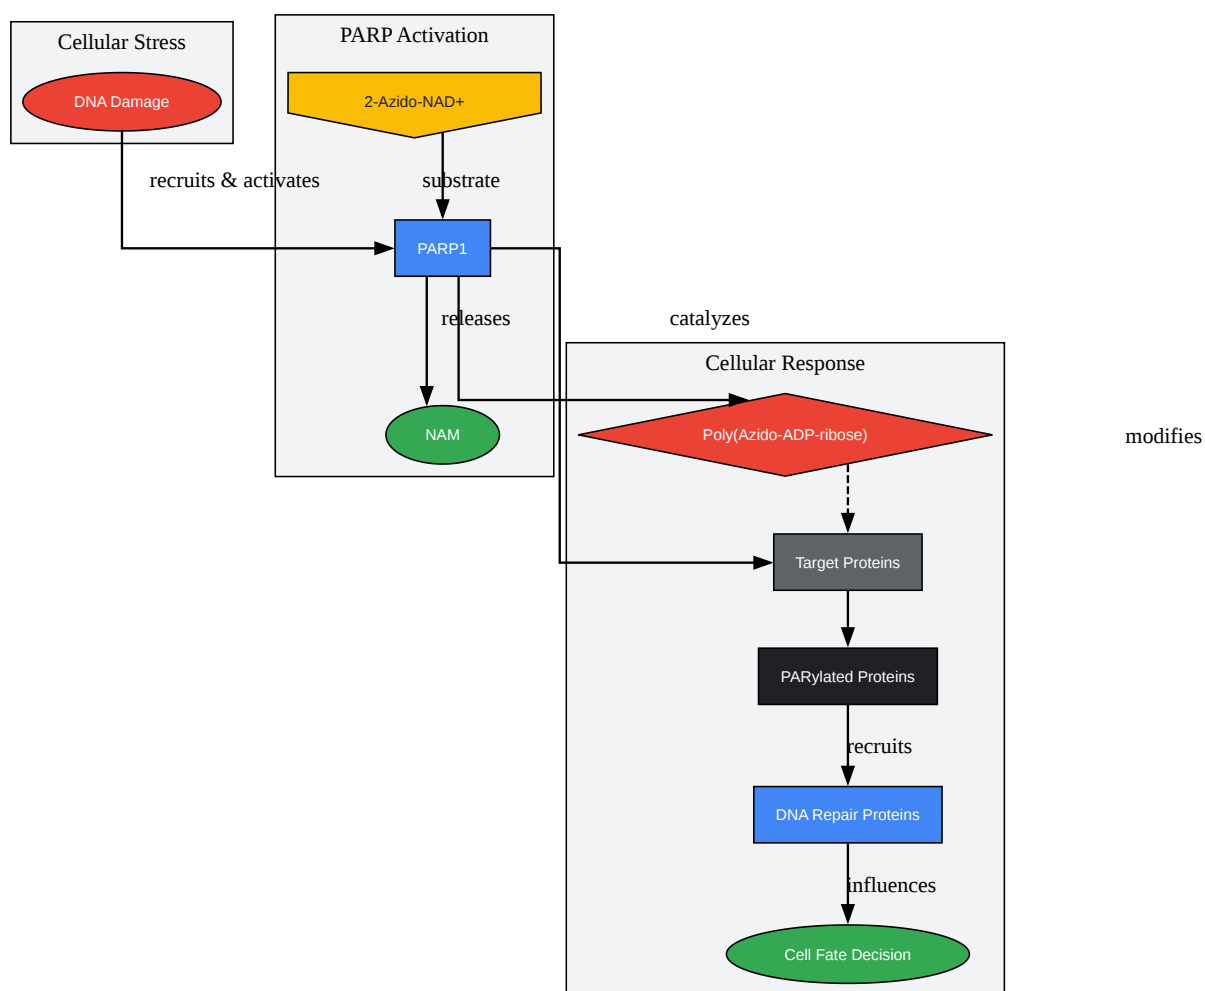 Cellular Stress
PARP Activation
DNA Damage
2-Azido-NAD+
recruits & activates
substrate
PARP1
releases
catalyzes
Cellular Response
NAM
Poly(Azido-ADP-ribose)
modifies
Target Proteins
PARylated Proteins
recruits
DNA Repair Proteins
influences
Cell Fate Decision